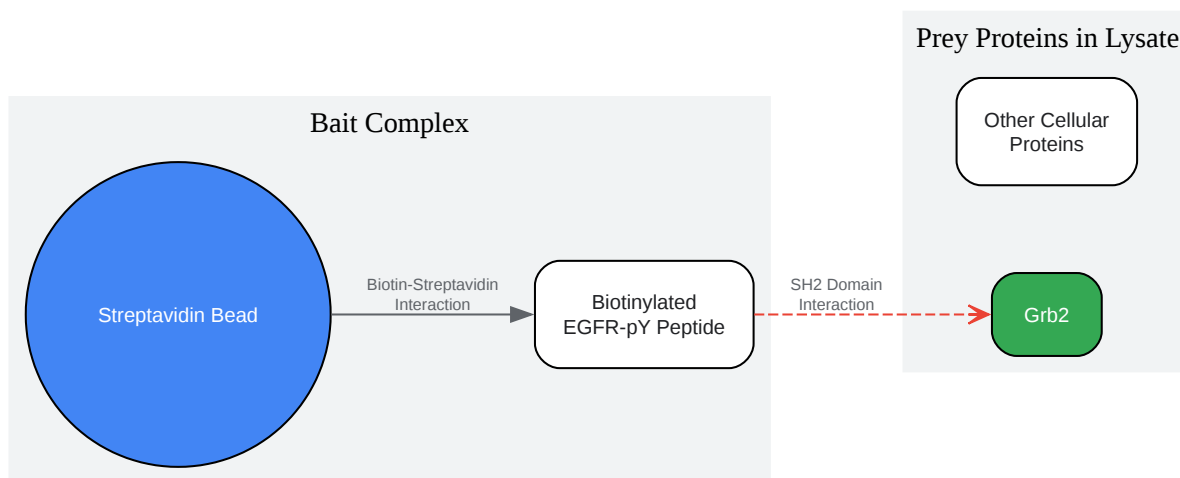 Bait Complex
Streptavidin Bead
Biotin-Streptavidin
Interaction
Biotinylated
EGFR-pY Peptide
SH2 Domain
Interaction
Prey Proteins in Lysate
Other Cellular
Proteins
Grb2